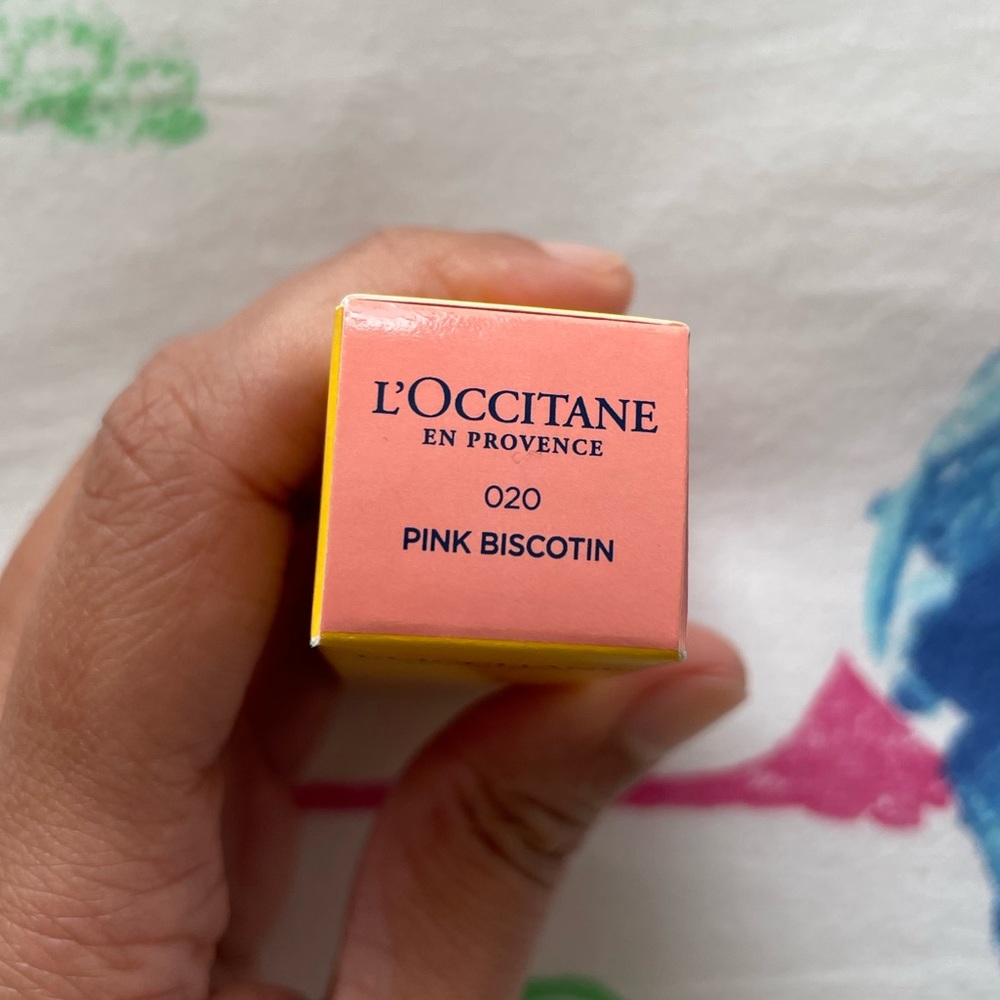 L'OCCITANE
EN PROVENCE
020
PINK BISCOTIN